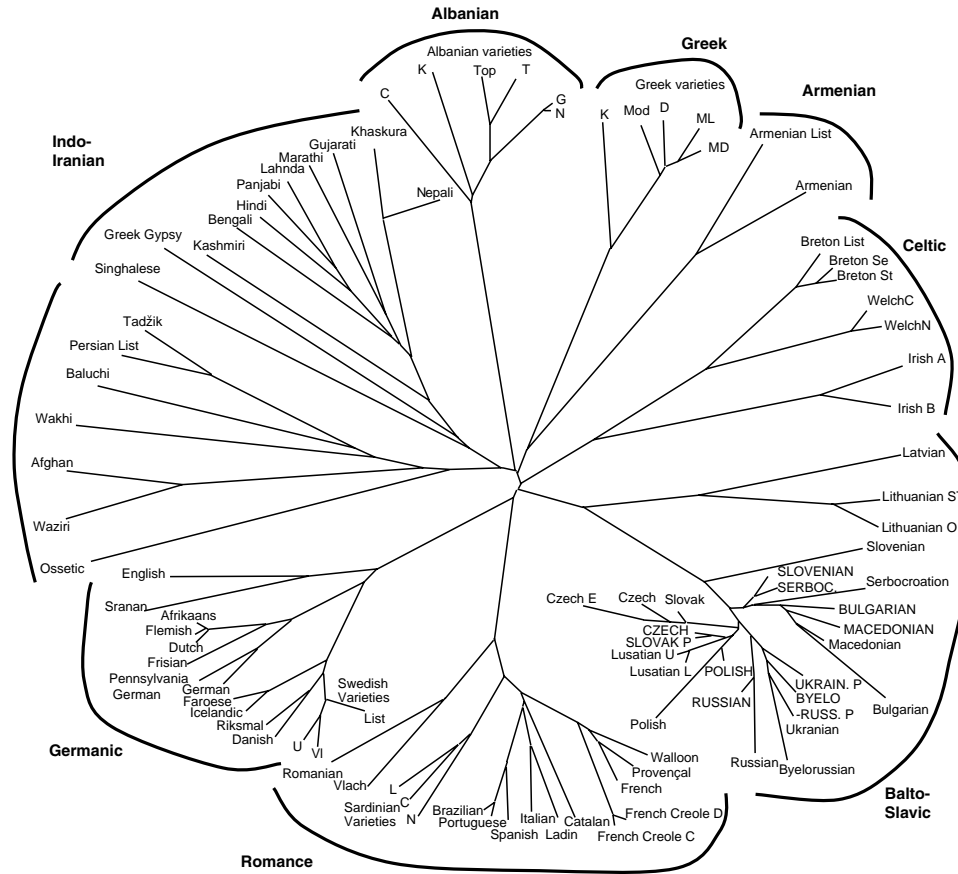 Albanian
Albanian varieties
K
Top
T
C
G
N
Greek
Greek varieties
K
Mod
D
ML
MD
Armenian
Armenian List
Armenian
Celtic
Breton List
Breton Se
Breton St
WelchC
WelchN
Irish A
Irish B
Latvian
Lithuanian ST
Lithuanian O
Slovenian
SLOVENIAN
SERBOC.
Serbocroation
BULGARIAN
MACEDONIAN
Macedonian
Bulgarian
UKRAIN. P
BYELO
-RUSS. P
Ukranian
Byelorussian
Russian
RUSSIAN
POLISH
Polish
Lusatian L
Lusatian U
SLOVAK P
CZECH
Slovak
Czech
Czech E
Balto-
Slavic
Walloon
Provençal
French
French Creole D
French Creole C
Catalan
Ladin
Italian
Spanish
Portuguese
Brazilian
N
C
L
Sardinian
Varieties
Vlach
Romanian
Romance
Swedish
Varieties
List
Vl
U
Danish
Riksmal
Icelandic
Faroese
German
Pennsylvania
German
Frisian
Dutch
Flemish
Afrikaans
Sranan
English
Germanic
Ossetic
Waziri
Afghan
Wakhi
Baluchi
Persian List
Tadžik
Singhalese
Greek Gypsy
Kashmiri
Bengali
Hindi
Panjabi
Lahnda
Marathi
Gujarati
Khaskura
Nepali
Indo-
Iranian